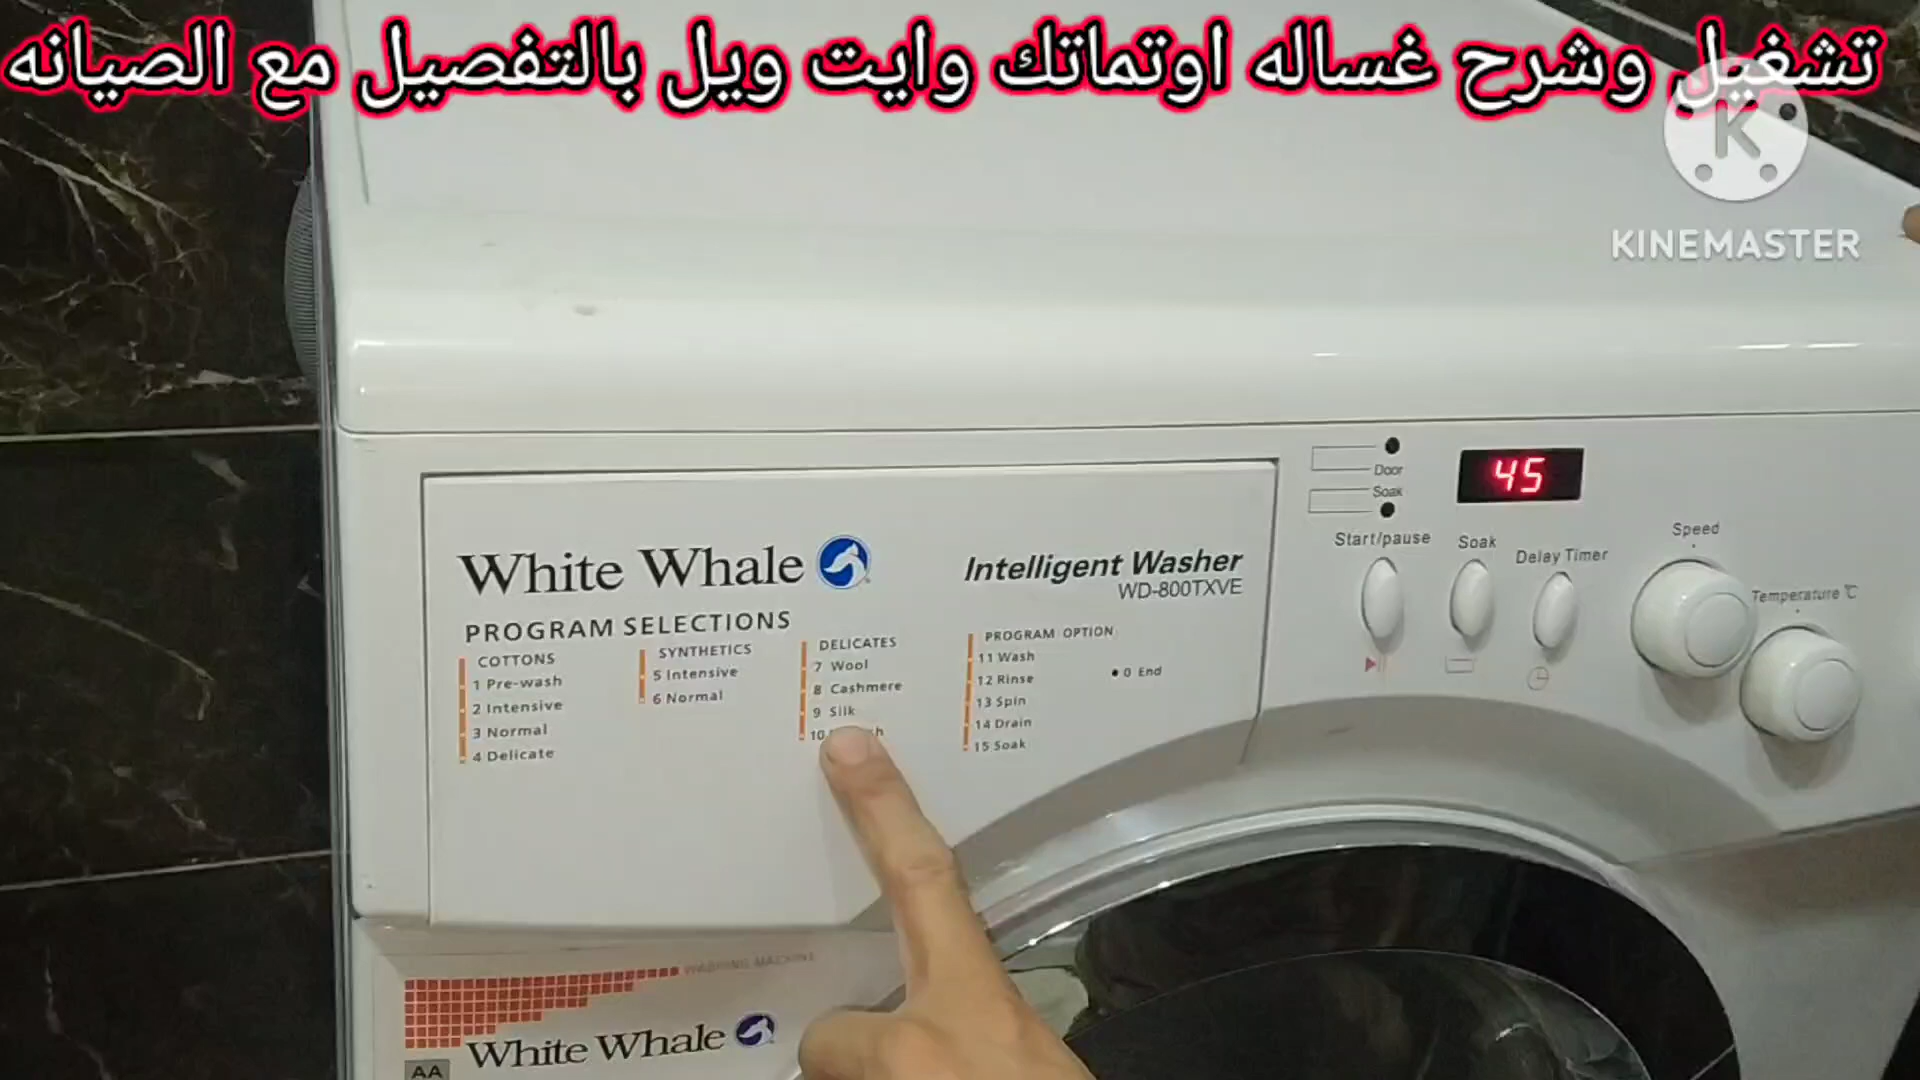 تشغيل وشرح غساله اوتماتك وايت ويل بالتفصيل مع الصيانه
K
KINEMASTER
Door
Soak
45
Start/pause
Soak
Delay Timer
Speed
Temperature °C
White Whale
Intelligent Washer
WD-800TXVE
PROGRAM SELECTIONS
COTTONS
1 Pre-wash
2 Intensive
3 Normal
4 Delicate
SYNTHETICS
5 Intensive
6 Normal
DELICATES
7 Wool
8 Cashmere
9 Silk
10
PROGRAM OPTION
11 Wash
12 Rinse
13 Spin
14 Drain
15 Soak
0 End
WASHING MACHINE
White Whale
AA